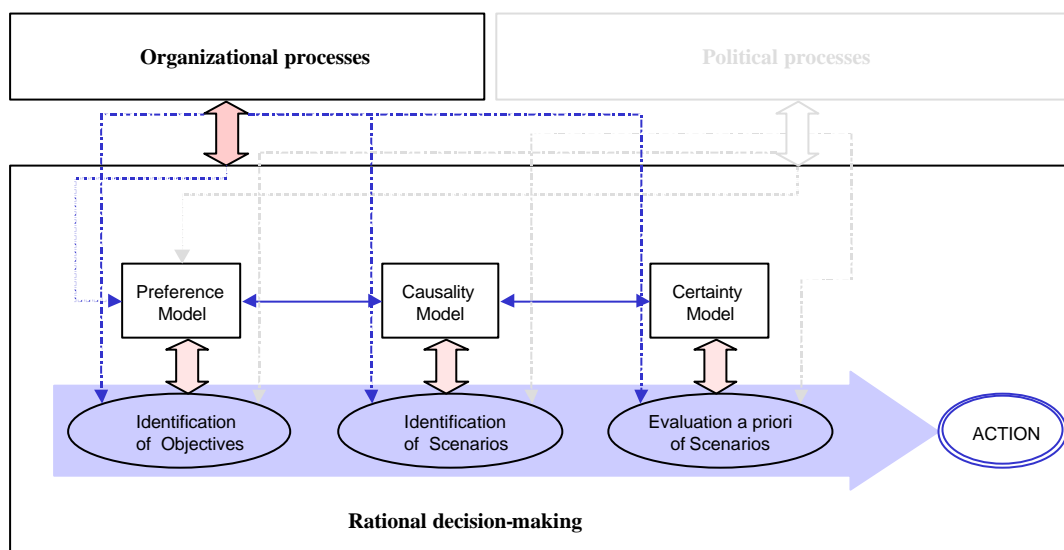 Organizational processes
Political processes
Preference
Model
Causality
Model
Certainty
Model
Identification
of Objectives
Identification
of Scenarios
Evaluation a priori
of Scenarios
ACTION
Rational decision-making